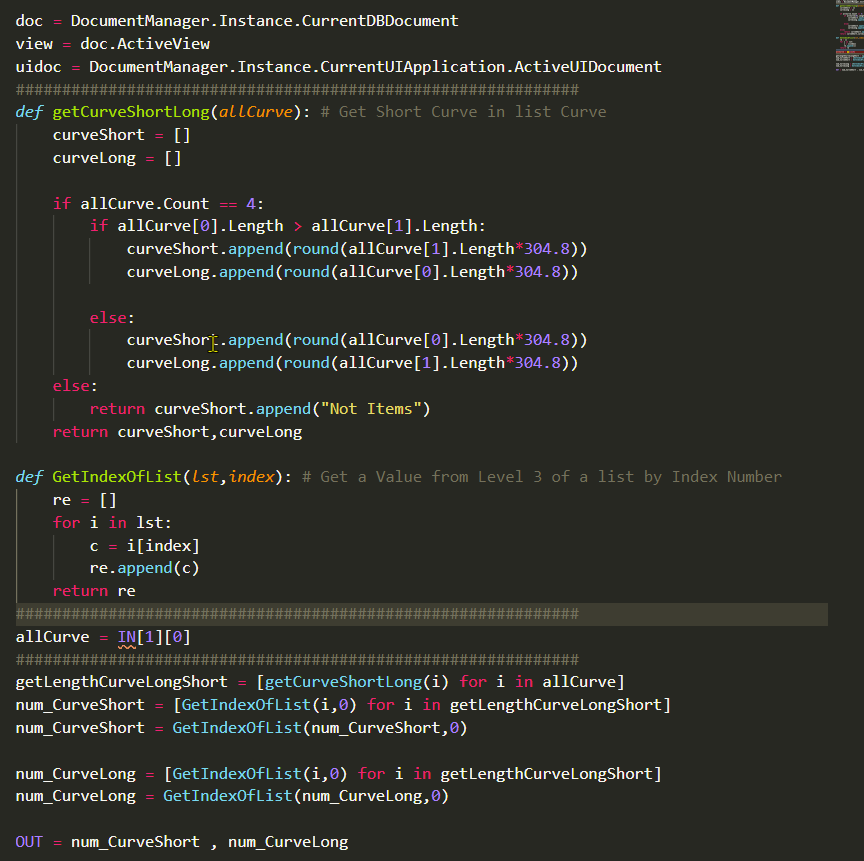 doc = DocumentManager.Instance.CurrentDBDocument
view = doc.ActiveView
uidoc = DocumentManager.Instance.CurrentUIApplication.ActiveUIDocument
#############################################################
def getCurveShortLong(allCurve): # Get Short Curve in list Curve
    curveShort = []
    curveLong = []

    if allCurve.Count == 4:
        if allCurve[0].Length > allCurve[1].Length:
            curveShort.append(round(allCurve[1].Length*304.8))
            curveLong.append(round(allCurve[0].Length*304.8))

        else:
            curveShort.append(round(allCurve[0].Length*304.8))
            curveLong.append(round(allCurve[1].Length*304.8))
    else:
        return curveShort.append("Not Items")
    return curveShort,curveLong

def GetIndexOfList(lst,index): # Get a Value from Level 3 of a list by Index Number
    re = []
    for i in lst:
        c = i[index]
        re.append(c)
    return re
#############################################################
allCurve = IN[1][0]
#############################################################
getLengthCurveLongShort = [getCurveShortLong(i) for i in allCurve]
num_CurveShort = [GetIndexOfList(i,0) for i in getLengthCurveLongShort]
num_CurveShort = GetIndexOfList(num_CurveShort,0)

num_CurveLong = [GetIndexOfList(i,0) for i in getLengthCurveLongShort]
num_CurveLong = GetIndexOfList(num_CurveLong,0)

OUT = num_CurveShort , num_CurveLong